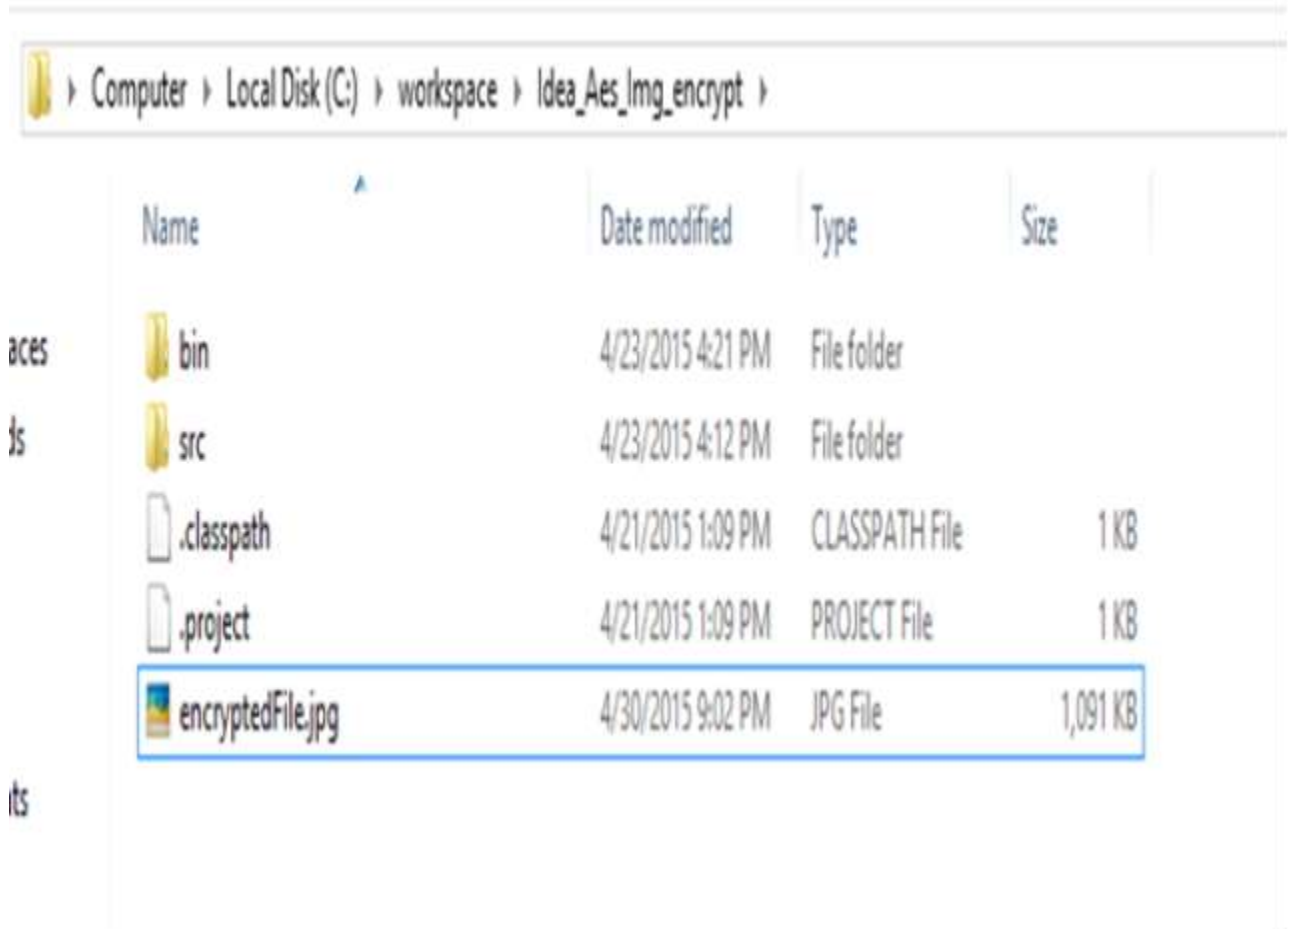 Computer Local Disk (C:) workspace Idea_Aes_Img_encrypt
Name Date modified Type Size
aces
bin 4/23/2015 4:21 PM File folder
ds
src 4/23/2015 4:12 PM File folder
.classpath 4/21/2015 1:09 PM CLASSPATH File 1 KB
.project 4/21/2015 1:09 PM PROJECT File 1 KB
encryptedFile.jpg 4/30/2015 9:02 PM JPG File 1,091 KB
nts